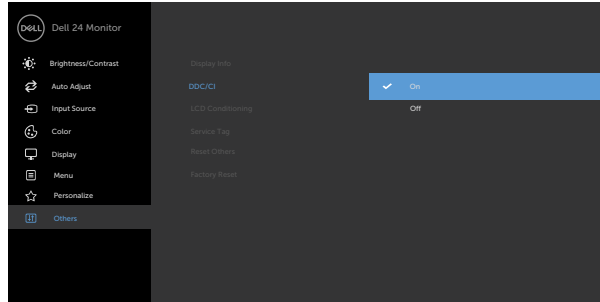 DELL Dell 24 Monitor
Brightness/Contrast
Auto Adjust
Input Source
Color
Display
Menu
Personalize
Others
Display Info
DDC/CI
LCD Conditioning
Service Tag
Reset Others
Factory Reset
On
Off